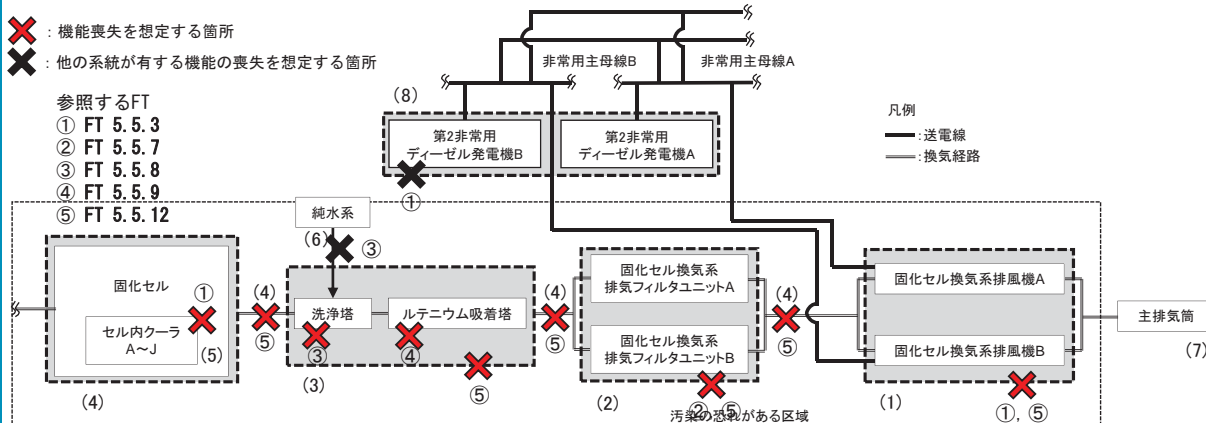 ：機能喪失を想定する箇所
：他の系統が有する機能の喪失を想定する箇所
参照するFT
① FT 5.5.3
② FT 5.5.7
③ FT 5.5.8
④ FT 5.5.9
⑤ FT 5.5.12
非常用主母線B
非常用主母線A
(8)
第2非常用
ディーゼル発電機B
第2非常用
ディーゼル発電機A
①
凡例
：送電線
：換気経路
純水系
(6)
③
固化セル
①
セル内クーラ
A～J
(5)
(4)
(4)
⑤
洗浄塔
ルテニウム吸着塔
③
④
(3)
⑤
(4)
⑤
固化セル換気系
排気フィルタユニットA
固化セル換気系
排気フィルタユニットB
(2)
②, ⑤
(4)
⑤
汚染の恐れがある区域
固化セル換気系排風機A
固化セル換気系排風機B
(1)
①, ⑤
主排気筒
(7)